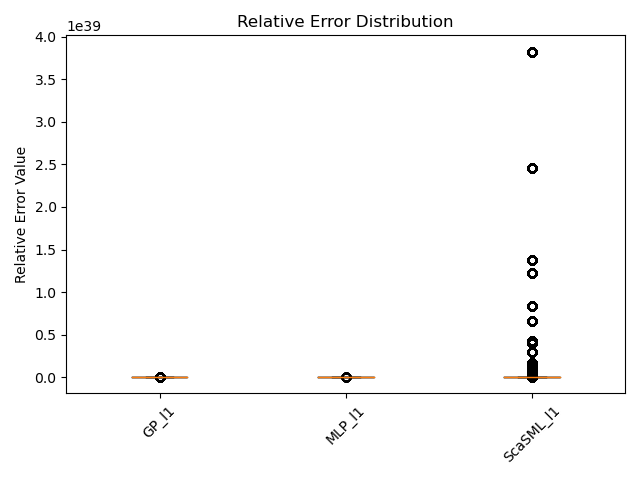 Relative Error Distribution
1e39
Relative Error Value
4.0
3.5
3.0
2.5
2.0
1.5
1.0
0.5
0.0
GP_l1
MLP_l1
ScaSML_l1